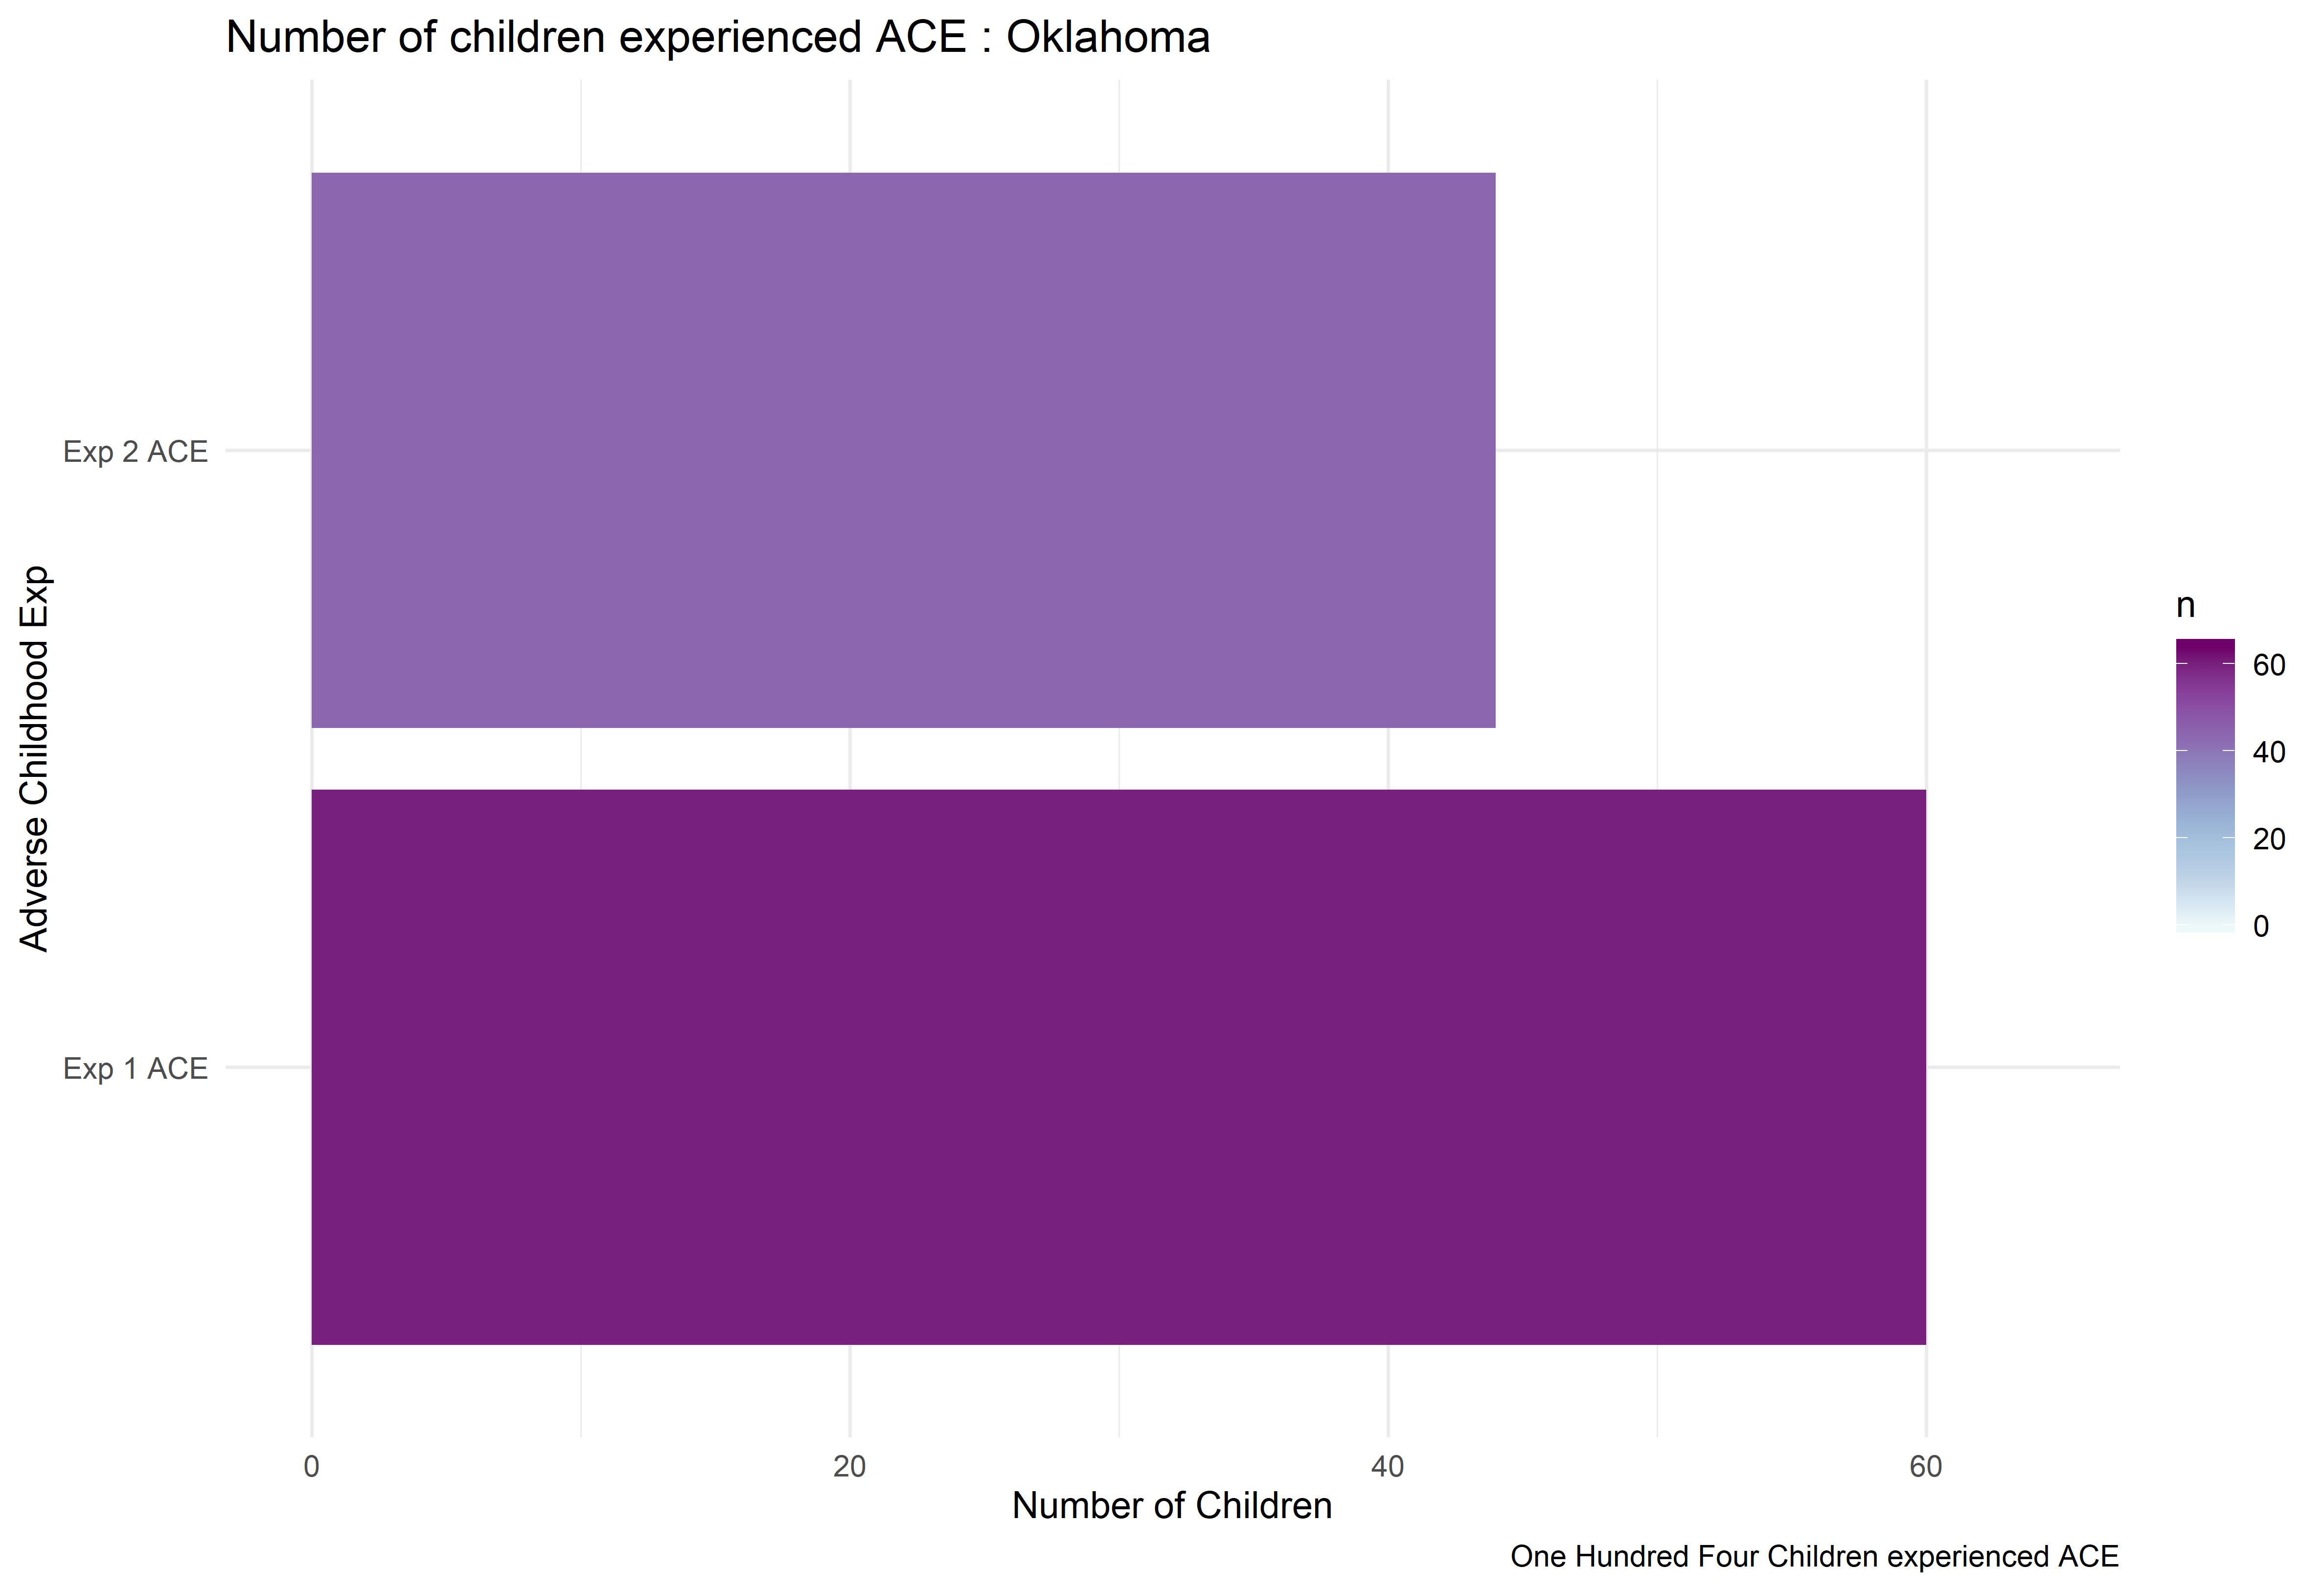 Number of children experienced ACE : Oklahoma
Adverse Childhood Exp
Exp 2 ACE
Exp 1 ACE
0
20
40
60
Number of Children
n
60
40
20
0
One Hundred Four Children experienced ACE